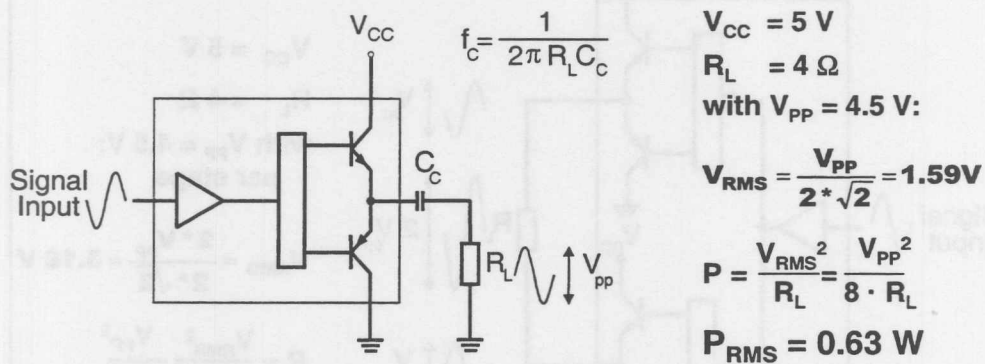 V_CC
f_C = 1 / (2π R_L C_C)
Signal
Input
C_C
R_L
V_pp
V_CC = 5 V
R_L = 4 Ω
with V_PP = 4.5 V:
V_RMS = V_PP / (2 * √2) = 1.59V
P = V_RMS² / R_L = V_PP² / (8 · R_L)
P_RMS = 0.63 W